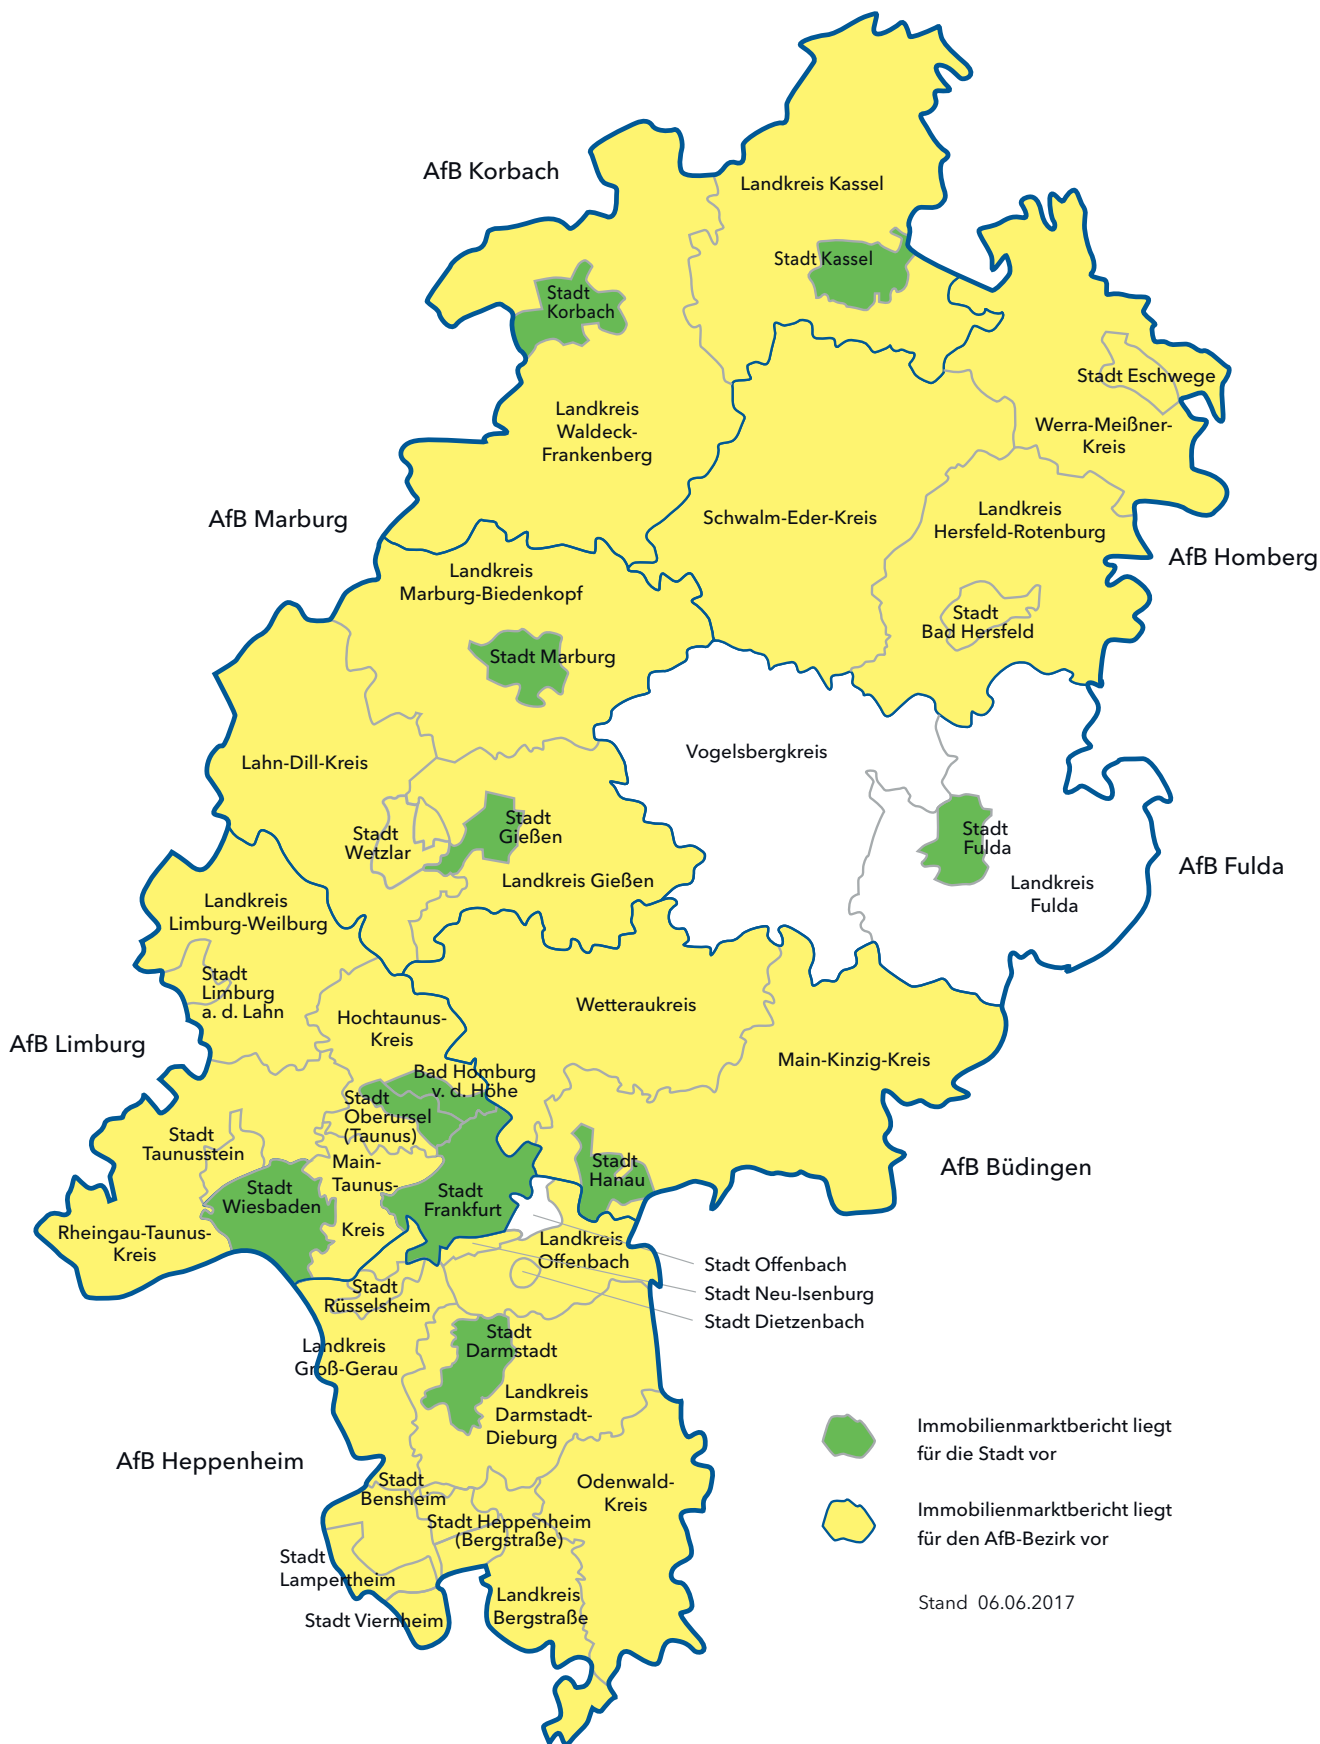 AfB Korbach
Landkreis Kassel
Stadt Kassel
Stadt
Korbach
Stadt Eschwege
Landkreis
Waldeck-
Frankenberg
Werra-Meißner-
Kreis
AfB Marburg
Schwalm-Eder-Kreis
Landkreis
Hersfeld-Rotenburg
AfB Homberg
Landkreis
Marburg-Biedenkopf
Stadt
Bad Hersfeld
Stadt Marburg
Lahn-Dill-Kreis
Vogelsbergkreis
Stadt
Wetzlar
Stadt
Gießen
Stadt
Fulda
AfB Fulda
Landkreis Gießen
Landkreis
Fulda
Landkreis
Limburg-Weilburg
Stadt
Limburg
a. d. Lahn
Wetteraukreis
Hochtaunus-
Kreis
AfB Limburg
Main-Kinzig-Kreis
Bad Homburg
v. d. Höhe
Stadt
Oberursel
(Taunus)
Stadt
Taunusstein
Main-
Taunus-
Kreis
Stadt
Hanau
AfB Büdingen
Stadt
Wiesbaden
Stadt
Frankfurt
Rheingau-Taunus-
Kreis
Landkreis
Offenbach
Stadt Offenbach
Stadt Neu-Isenburg
Stadt Dietzenbach
Stadt
Rüsselsheim
Landkreis
Groß-Gerau
Stadt
Darmstadt
Landkreis
Darmstadt-
Dieburg
AfB Heppenheim
Stadt
Bensheim
Odenwald-
Kreis
Stadt Heppenheim
(Bergstraße)
Stadt
Lampertheim
Stadt Viernheim
Landkreis
Bergstraße
Immobilienmarktbericht liegt
für die Stadt vor
Immobilienmarktbericht liegt
für den AfB-Bezirk vor
Stand 06.06.2017